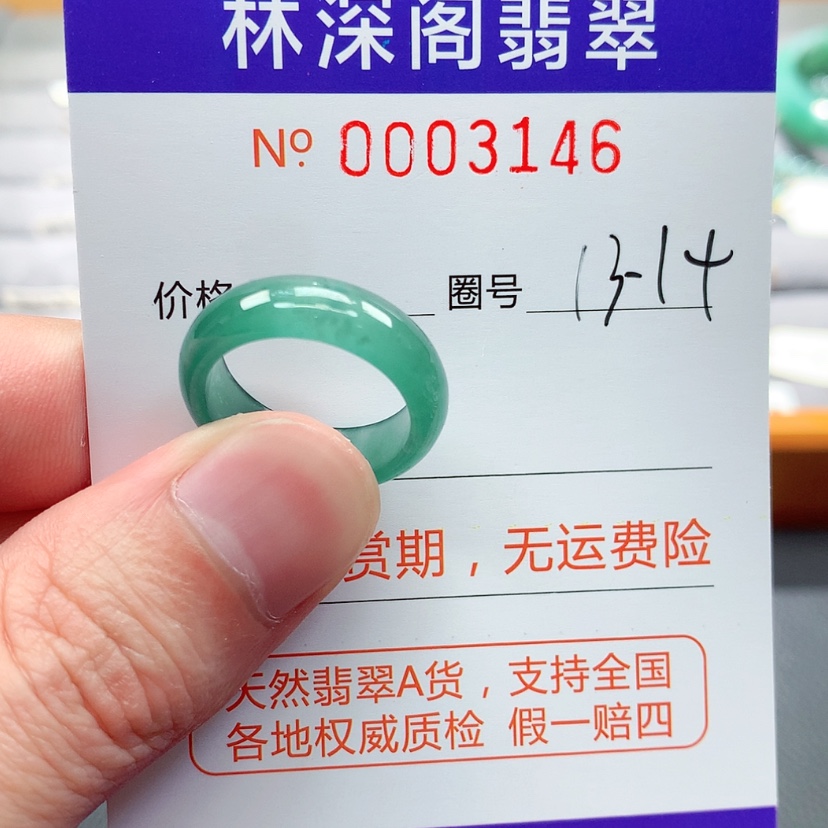 林深阁翡翠
Nº 0003146
价格 圈号 13-14
赏期，无运费险
天然翡翠A货，支持全国
各地权威质检 假一赔四